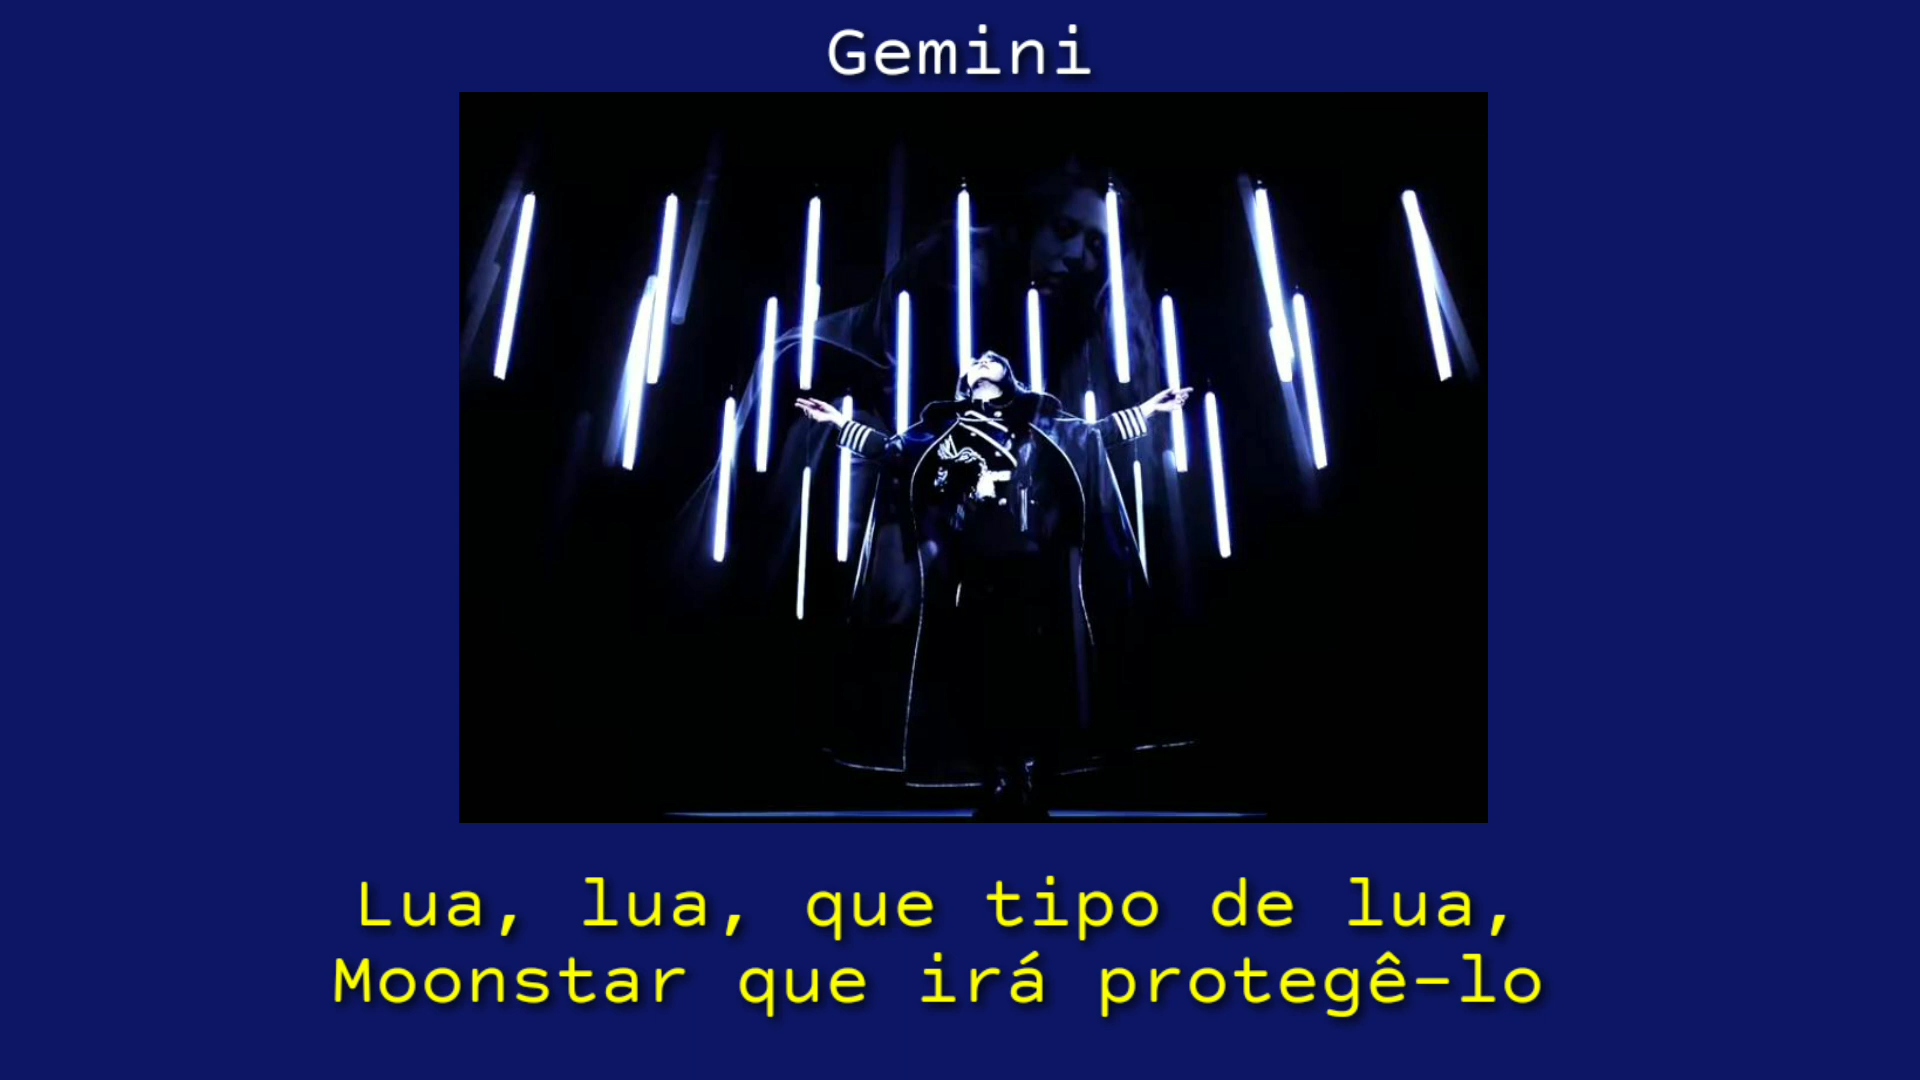 Gemini
Lua, lua, que tipo de lua,
Moonstar que irá protegê-lo